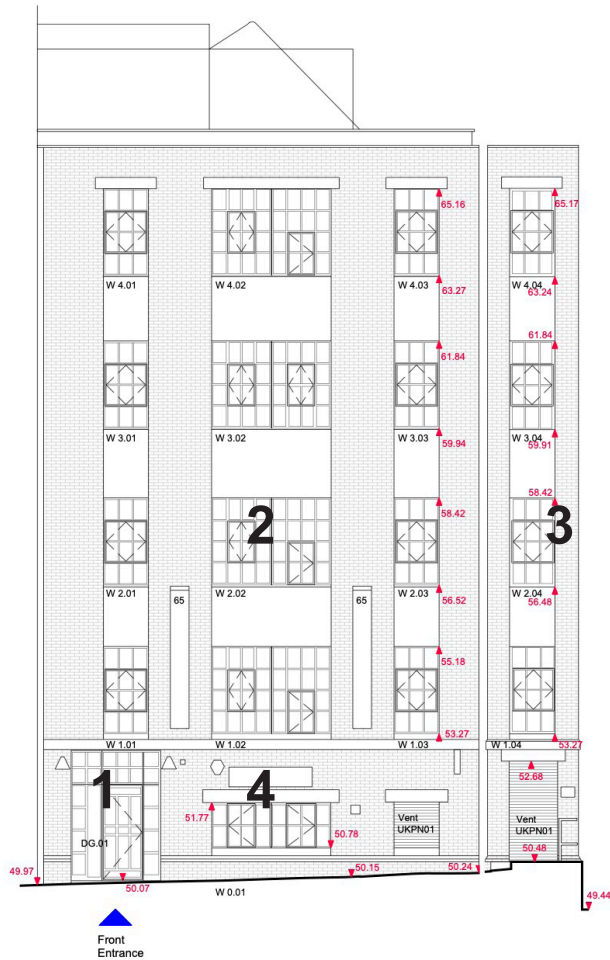 65.16
65.17
W 4.01
W 4.02
W 4.03
W 4.04
63.27
63.24
61.84
61.84
W 3.01
W 3.02
W 3.03
W 3.04
59.94
59.91
58.42
58.42
2
3
W 2.01
W 2.02
W 2.03
W 2.04
56.52
56.48
65
65
55.18
53.27
53.27
W 1.01
W 1.02
W 1.03
W 1.04
1
4
52.68
51.77
50.78
Vent
UKPN01
Vent
UKPN01
DG.01
50.48
49.97
50.07
50.15
50.24
W 0.01
49.44
Front
Entrance